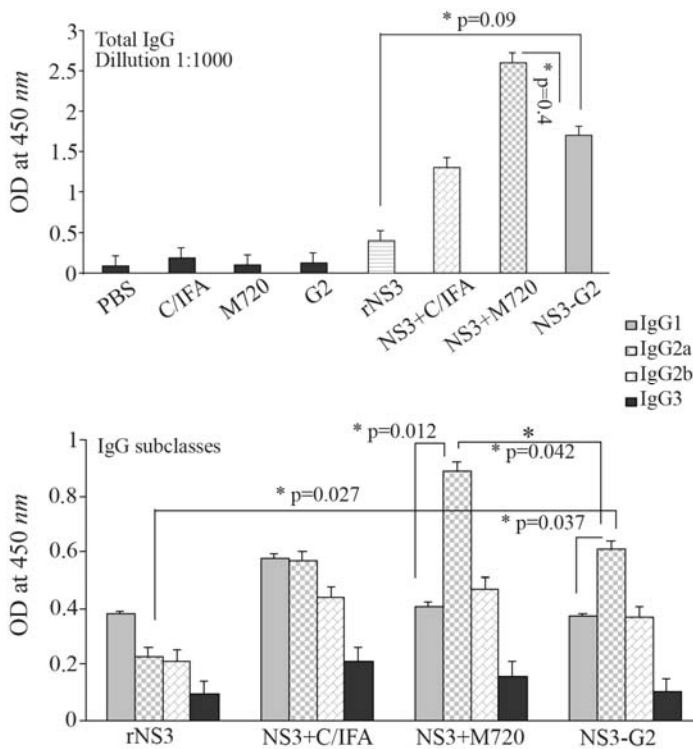 * p=0.09
Total IgG
Dillution 1:1000
* p=0.4
OD at 450 nm
3
2.5
2
1.5
1
0.5
0
PBS
C/IFA
M720
G2
rNS3
NS3+C/IFA
NS3+M720
NS3-G2
IgG1
IgG2a
IgG2b
IgG3
IgG subclasses
* p=0.012
*
* p=0.042
* p=0.027
* p=0.037
OD at 450 nm
1
0.8
0.6
0.4
0.2
0
rNS3
NS3+C/IFA
NS3+M720
NS3-G2